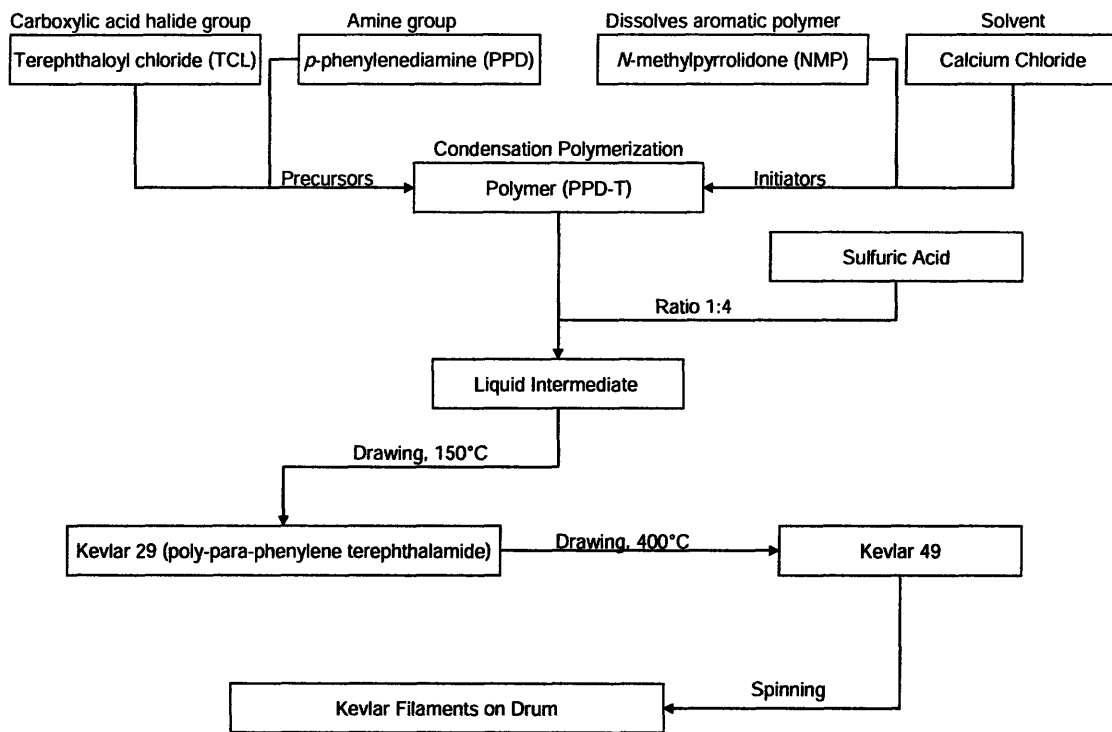 Carboxylic acid halide group
Amine group
Dissolves aromatic polymer
Solvent
Terephthaloyl chloride (TCL)
p-phenylenediamine (PPD)
N-methylpyrrolidone (NMP)
Calcium Chloride
Condensation Polymerization
Precursors
Polymer (PPD-T)
Initiators
Sulfuric Acid
Ratio 1:4
Liquid Intermediate
Drawing, 150°C
Kevlar 29 (poly-para-phenylene terephthalamide)
Drawing, 400°C
Kevlar 49
Spinning
Kevlar Filaments on Drum